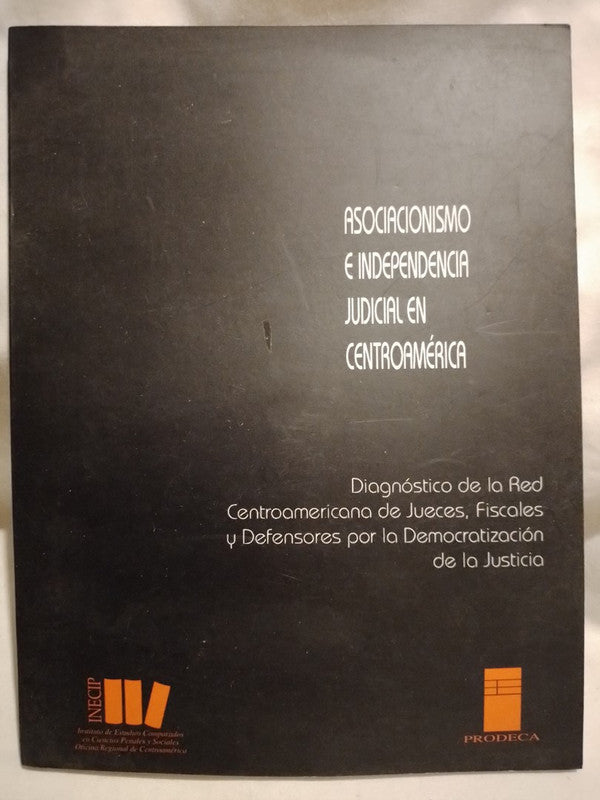 ASOCIACIONISMO
E INDEPENDENCIA
JUDICIAL EN
CENTROAMÉRICA
Diagnóstico de la Red
Centroamericana de Jueces, Fiscales
y Defensores por la Democratización
de la Justicia
INECIP
Instituto de Estudios Comparados
en Ciencias Penales y Sociales
Oficina Regional de Centroamérica
PRODECA